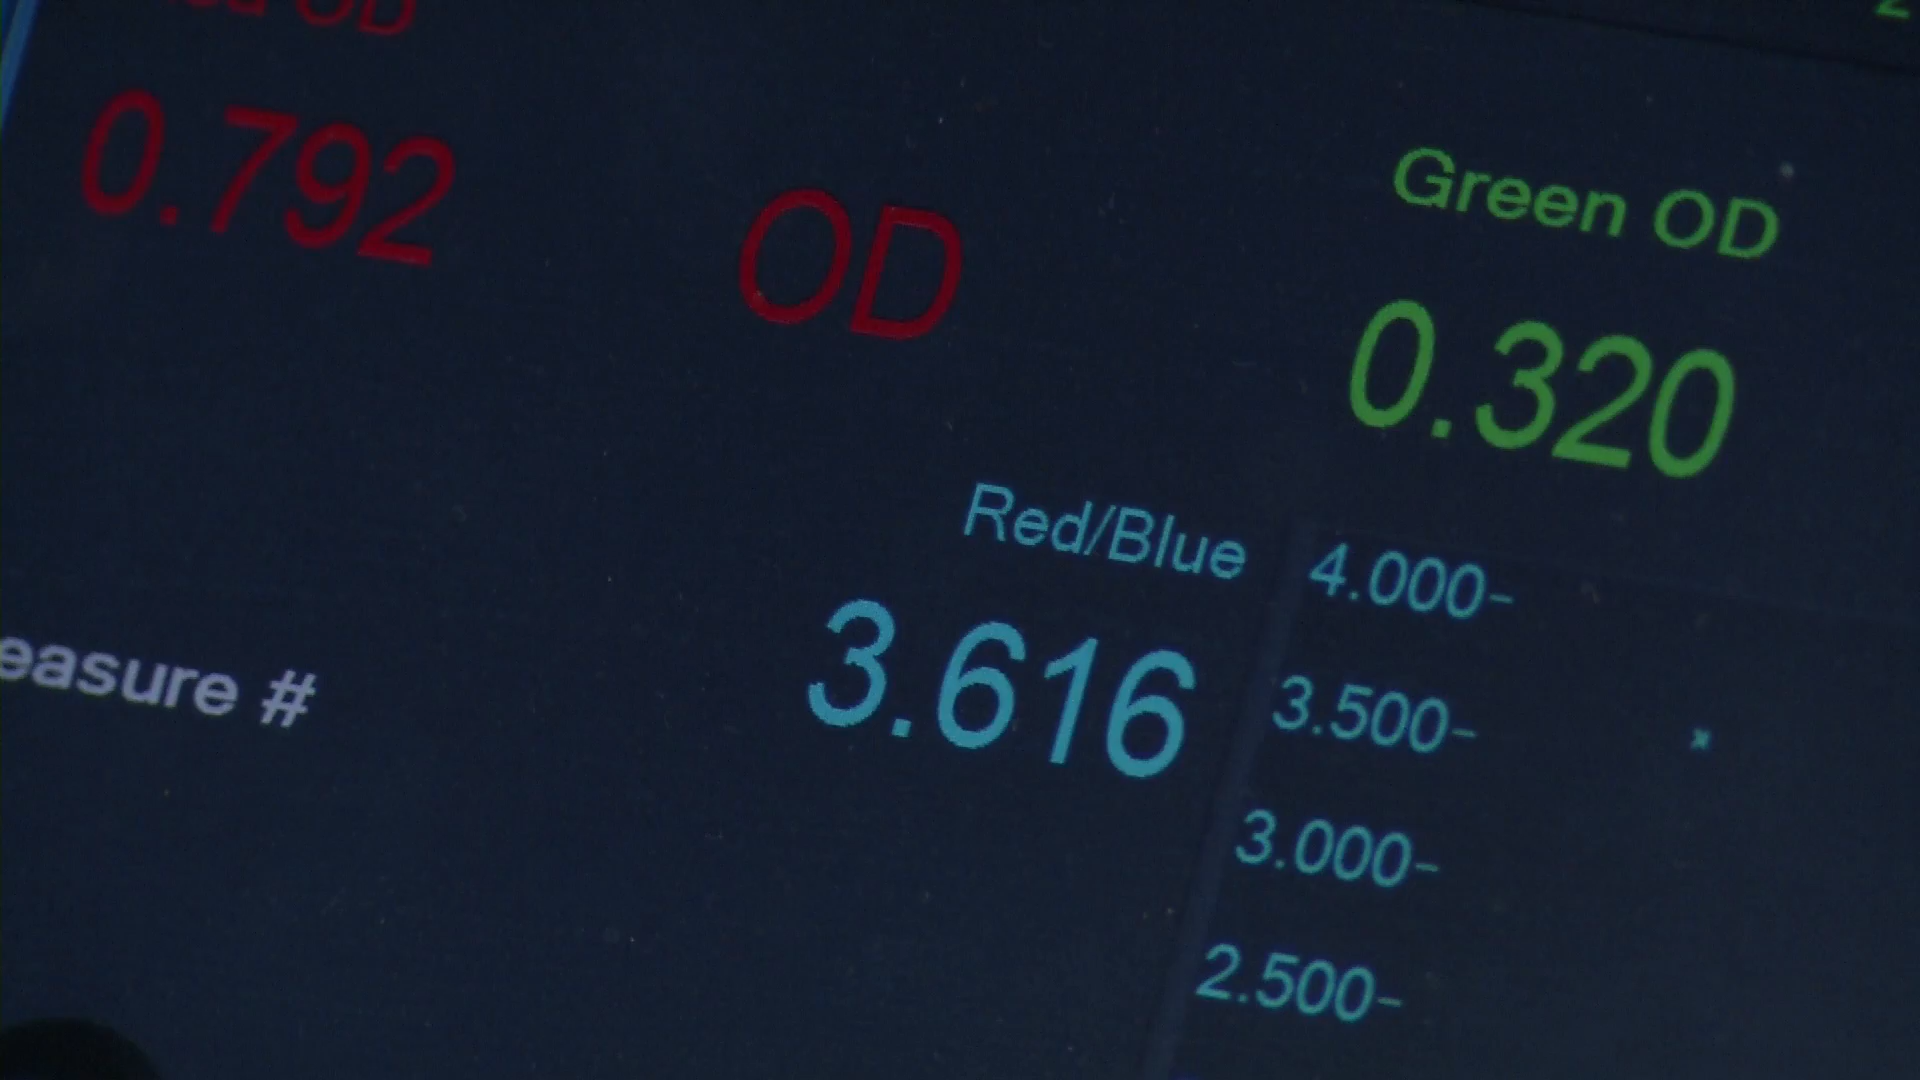 OD
0.792 OD
Green OD
0.320
Red/Blue
3.616
easure #
4.000-
3.500-
3.000-
2.500-